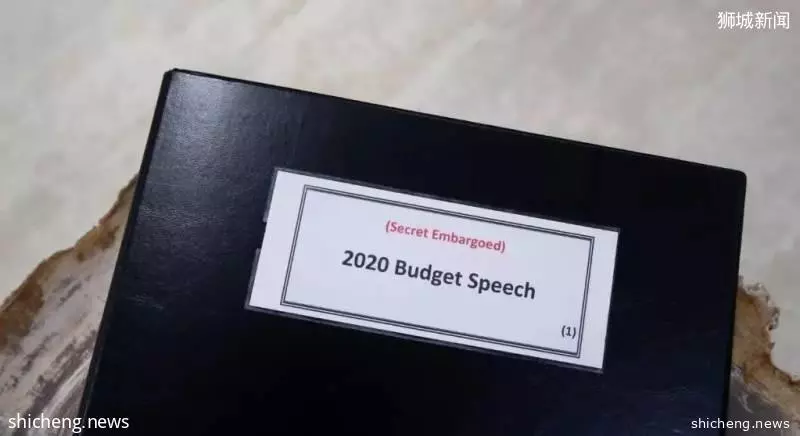 狮城新闻
(Secret Embargoed)
2020 Budget Speech
(1)
shicheng.news
shicheng.news